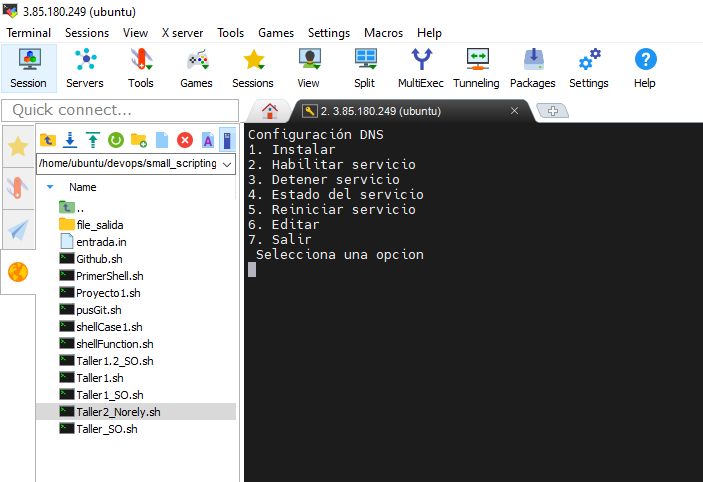 3.85.180.249 (ubuntu)
Terminal Sessions View X server Tools Games Settings Macros Help
Session Servers Tools Games Sessions View Split MultiExec Tunneling Packages Settings Help
Quick connect...
2. 3.85.180.249 (ubuntu)
/home/ubuntu/devops/small_scripting
Name
..
file_salida
entrada.in
Github.sh
PrimerShell.sh
Proyecto1.sh
pusGit.sh
shellCase1.sh
shellFunction.sh
Taller1.2_SO.sh
Taller1.sh
Taller1_SO.sh
Taller2_Norely.sh
Taller_SO.sh
Configuración DNS
1. Instalar
2. Habilitar servicio
3. Detener servicio
4. Estado del servicio
5. Reiniciar servicio
6. Editar
7. Salir
Selecciona una opcion